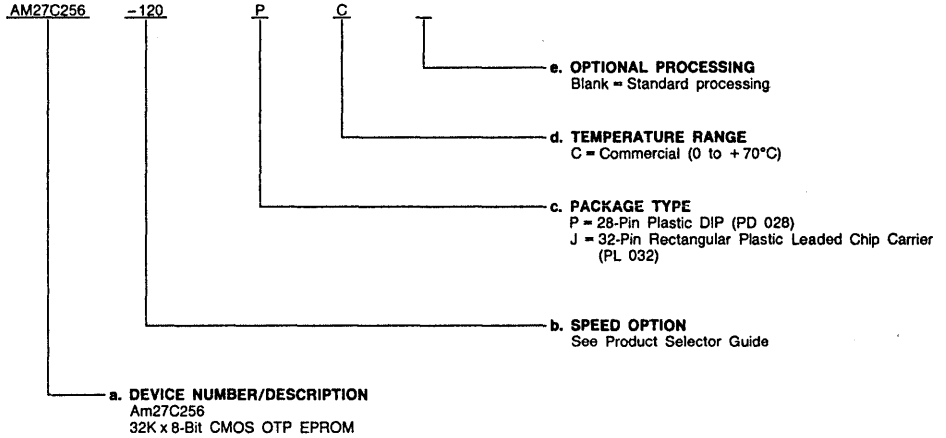 AM27C256 -120 P C
e. OPTIONAL PROCESSING
Blank = Standard processing
d. TEMPERATURE RANGE
C = Commercial (0 to +70°C)
c. PACKAGE TYPE
P = 28-Pin Plastic DIP (PD 028)
J = 32-Pin Rectangular Plastic Leaded Chip Carrier
(PL 032)
b. SPEED OPTION
See Product Selector Guide
a. DEVICE NUMBER/DESCRIPTION
Am27C256
32K x 8-Bit CMOS OTP EPROM